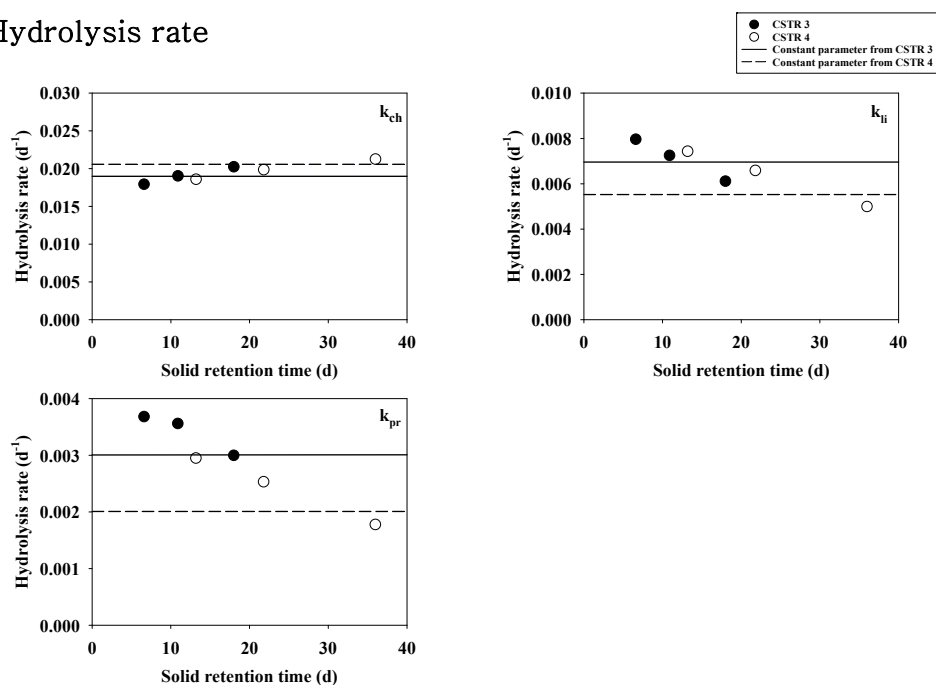 Hydrolysis rate
CSTR 3
CSTR 4
Constant parameter from CSTR 3
Constant parameter from CSTR 4
0.030
0.025
0.020
0.015
0.010
0.005
0.000
Hydrolysis rate (d-1)
k_ch
0 10 20 30 40
Solid retention time (d)
0.010
0.008
0.006
0.004
0.002
0.000
Hydrolysis rate (d-1)
k_li
0 10 20 30 40
Solid retention time (d)
0.004
0.003
0.002
0.001
0.000
Hydrolysis rate (d-1)
k_pr
0 10 20 30 40
Solid retention time (d)